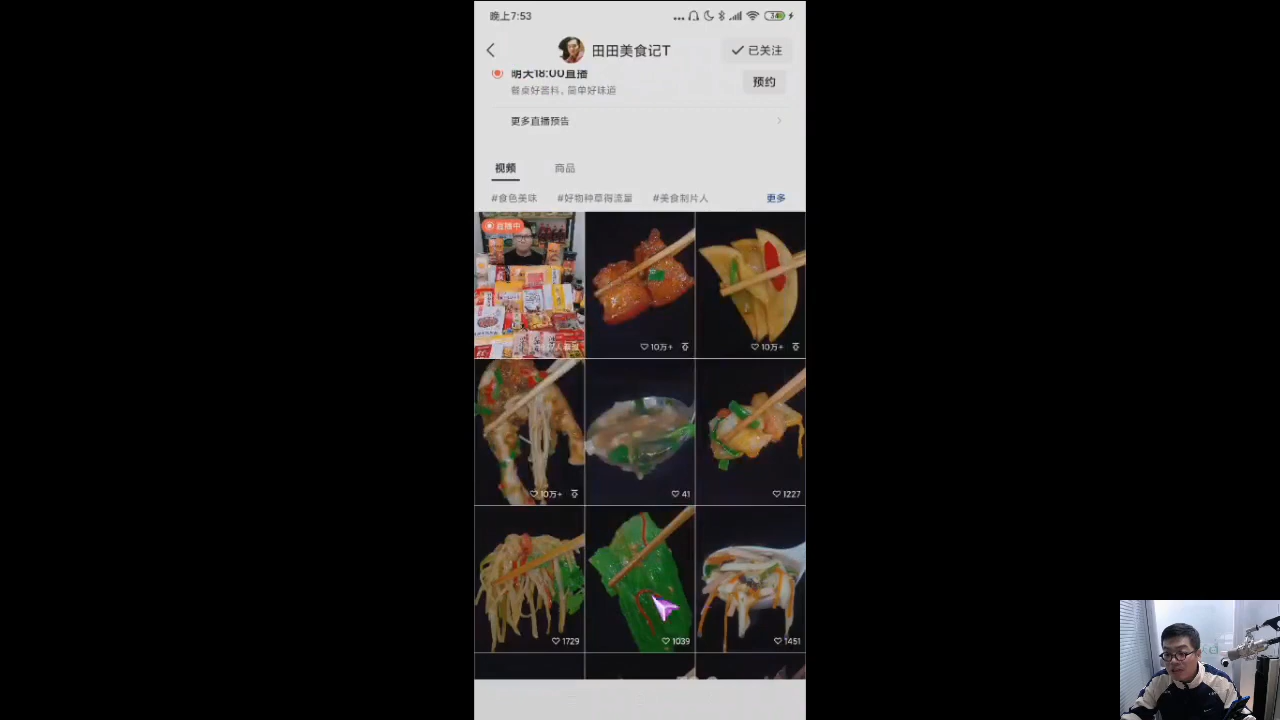 晚上7:53
田田美食记T
已关注
明天18:00直播
预约
餐桌好酱料，简单好味道
更多直播预告
视频
商品
#食色美味
#好物种草得流量
#美食制片人
更多
直播中
10万+
10万+
10万+
41
1227
1729
1039
1451